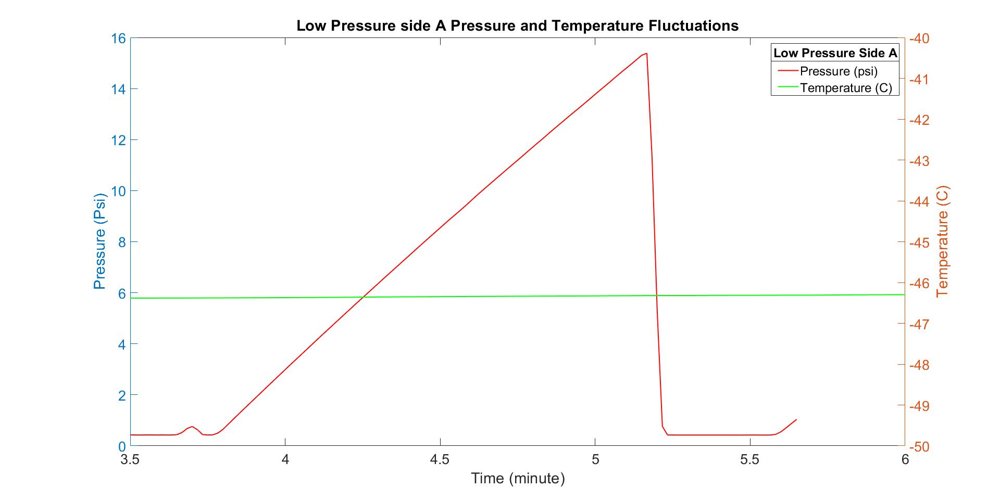 Low Pressure side A Pressure and Temperature Fluctuations
Low Pressure Side A
Pressure (psi)
Temperature (C)
Pressure (Psi)
16
14
12
10
8
6
4
2
0
Temperature (C)
-40
-41
-42
-43
-44
-45
-46
-47
-48
-49
-50
3.5 4 4.5 5 5.5 6
Time (minute)